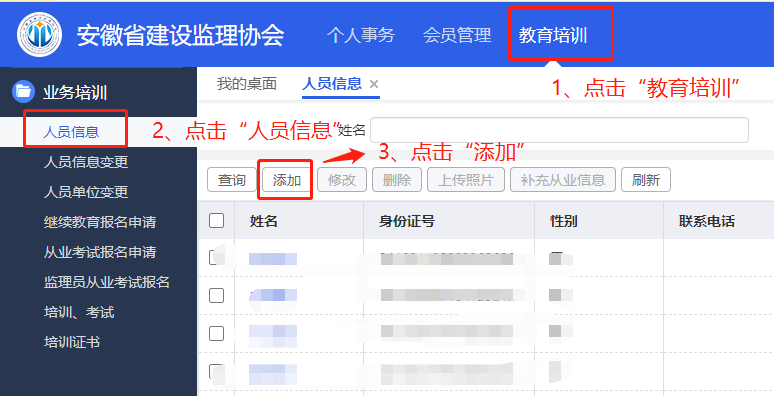 安徽省建设监理协会
个人事务 会员管理 教育培训
业务培训
我的桌面 人员信息 ×
1、点击“教育培训”
人员信息
2、点击“人员信息”
姓名
人员信息变更
3、点击“添加”
查询 添加 修改 删除 上传照片 补充从业信息 刷新
人员单位变更
继续教育报名申请
姓名 身份证号 性别 联系电话
从业考试报名申请
监理员从业考试报名
培训、考试
培训证书